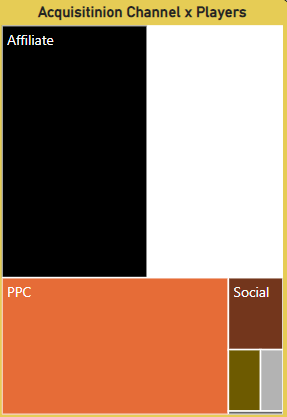 Acquisitinion Channel x Players
Affiliate
PPC
Social